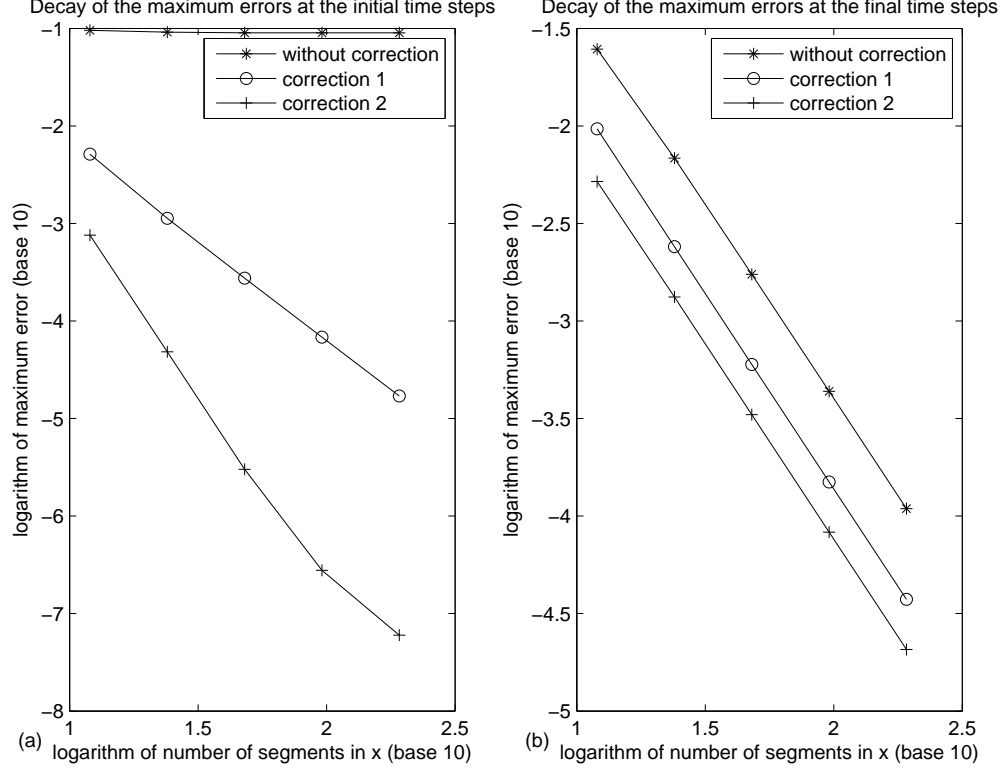 Decay of the maximum errors at the initial time steps
−1
−2
−3
−4
−5
−6
−7
−8
1
1.5
2
2.5
without correction
correction 1
correction 2
logarithm of maximum error (base 10)
logarithm of number of segments in x (base 10)
(a)
Decay of the maximum errors at the final time steps
−1.5
−2
−2.5
−3
−3.5
−4
−4.5
−5
1
1.5
2
2.5
without correction
correction 1
correction 2
logarithm of maximum error (base 10)
logarithm of number of segments in x (base 10)
(b)